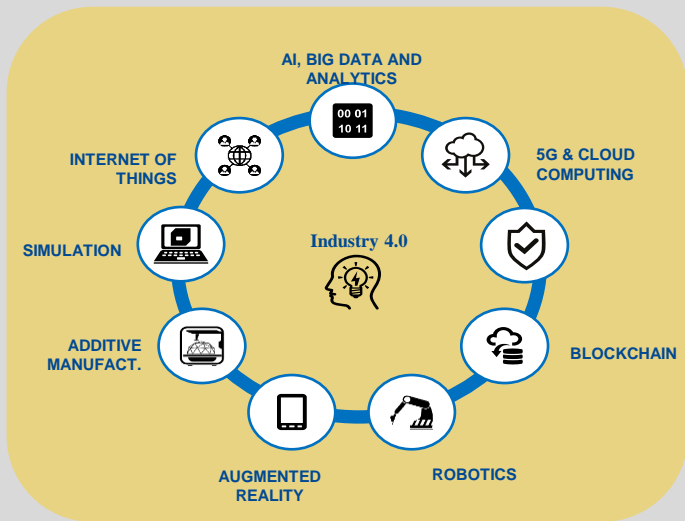 AI, BIG DATA AND
ANALYTICS
00 01
10 11
5G & CLOUD
COMPUTING
INTERNET OF
THINGS
SIMULATION
Industry 4.0
ADDITIVE
MANUFACT.
BLOCKCHAIN
AUGMENTED
REALITY
ROBOTICS